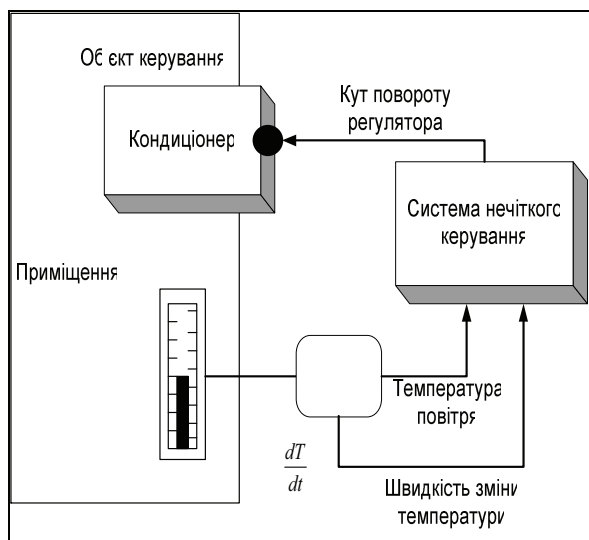 Об єкт керування
Кут повороту
регулятора
Кондиціонер
Система нечіткого
керування
Приміщення
Температура
повітря
dT
dt
Швидкість зміни
температури